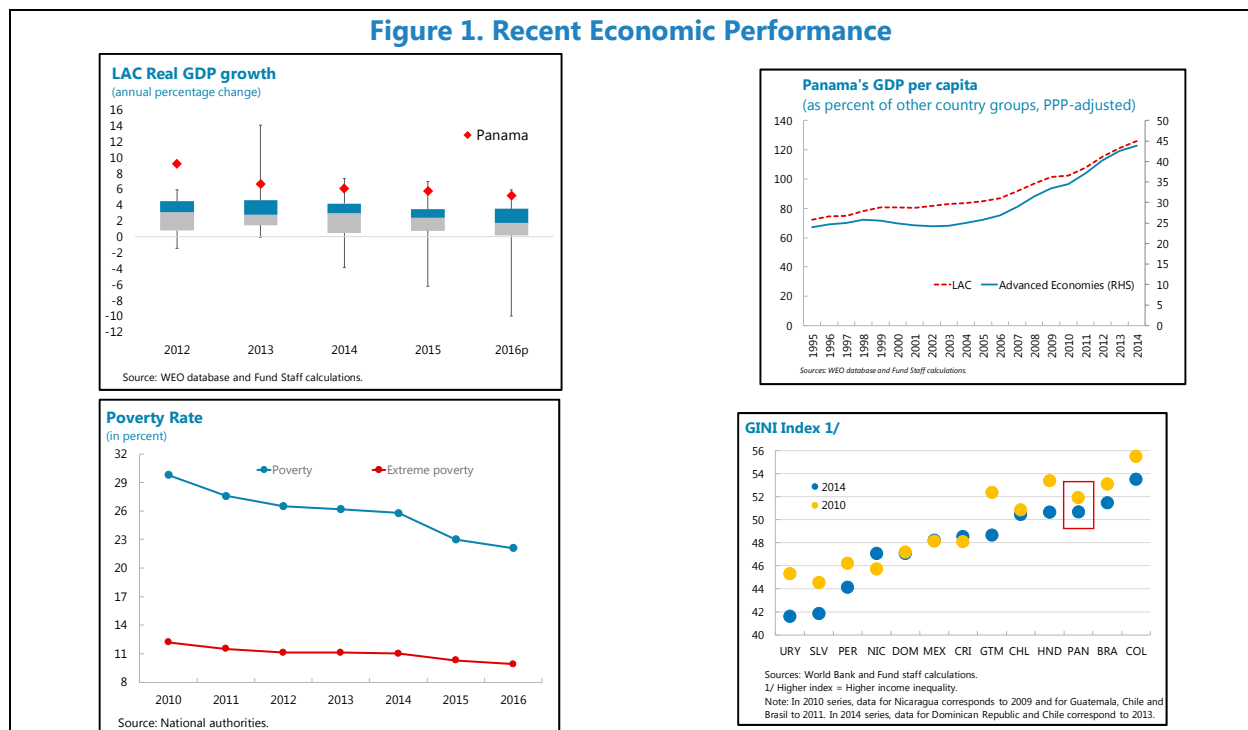 Figure 1. Recent Economic Performance
LAC Real GDP growth
(annual percentage change)
16
14
12
10
8
6
4
2
0
-2
-4
-6
-8
-10
-12
Panama
2012 2013 2014 2015 2016p
Source: WEO database and Fund Staff calculations.
Panama's GDP per capita
(as percent of other country groups, PPP-adjusted)
140
120
100
80
60
40
20
0
50
45
40
35
30
25
20
15
10
5
0
LAC Advanced Economies (RHS)
1995 1996 1997 1998 1999 2000 2001 2002 2003 2004 2005 2006 2007 2008 2009 2010 2011 2012 2013 2014
Sources: WEO database and Fund Staff calculations.
Poverty Rate
(in percent)
32
29
26
23
20
17
14
11
8
Poverty Extreme poverty
2010 2011 2012 2013 2014 2015 2016
Source: National authorities.
GINI Index 1/
56
54
52
50
48
46
44
42
40
2014
2010
URY SLV PER NIC DOM MEX CRI GTM CHL HND PAN BRA COL
Sources: World Bank and Fund staff calculations.
1/ Higher index = Higher income inequality.
Note: In 2010 series, data for Nicaragua corresponds to 2009 and for Guatemala, Chile and
Brasil to 2011. In 2014 series, data for Dominican Republic and Chile correspond to 2013.